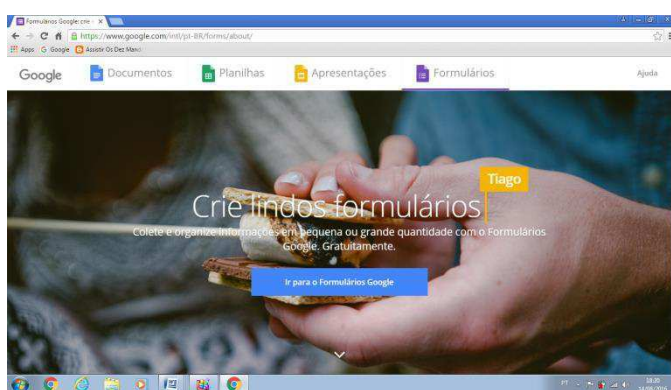 Formulários Google: crie
https://www.google.com/intl/pt-BR/forms/about/
Apps
Google
Assistir Os Dez Mand
Google
Documentos
Planilhas
Apresentações
Formulários
Ajuda
Tiago
Crie lindos formulários
Colete e organize informações em pequena ou grande quantidade com o Formulários
Google. Gratuitamente.
Ir para o Formulários Google
PT